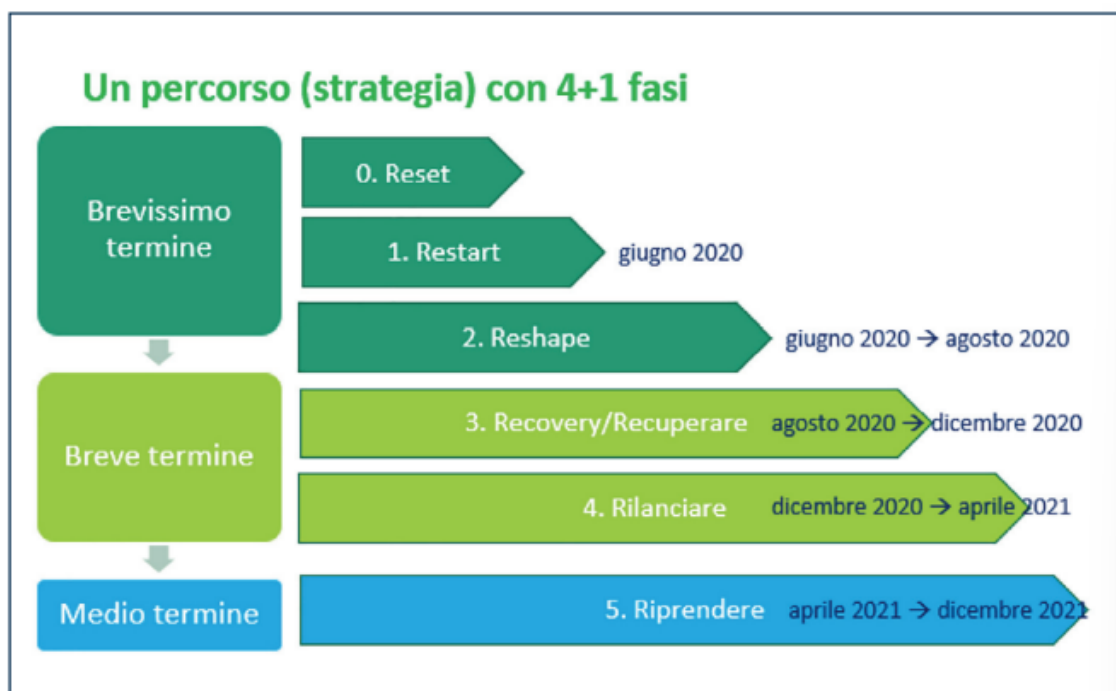 Un percorso (strategia) con 4+1 fasi
Brevissimo
termine
0. Reset
1. Restart giugno 2020
2. Reshape giugno 2020 → agosto 2020
Breve termine
3. Recovery/Recuperare agosto 2020 → dicembre 2020
4. Rilanciare dicembre 2020 → aprile 2021
Medio termine
5. Riprendere aprile 2021 → dicembre 2021